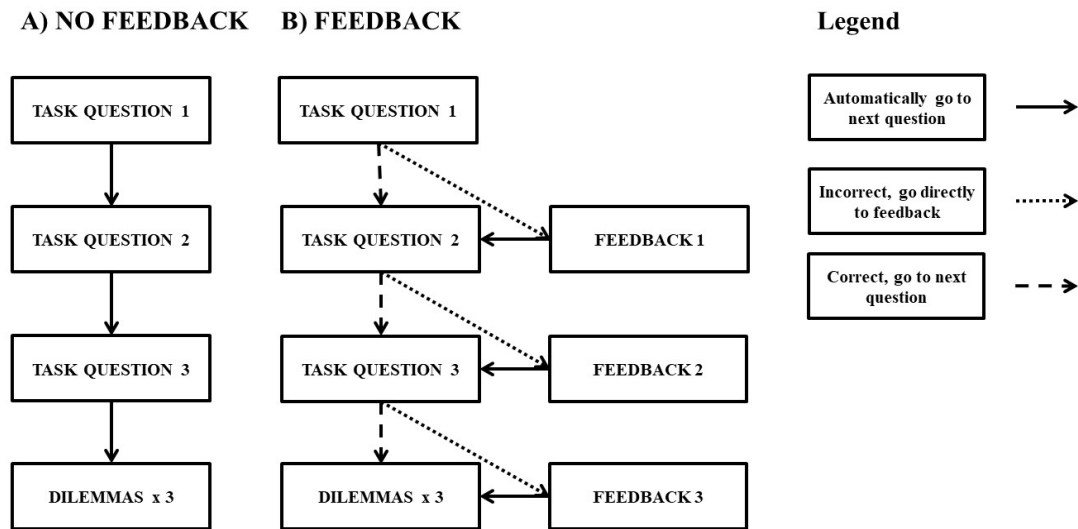 A) NO FEEDBACK
B) FEEDBACK
Legend
TASK QUESTION 1
TASK QUESTION 1
Automatically go to
next question
Incorrect, go directly
to feedback
TASK QUESTION 2
TASK QUESTION 2
FEEDBACK 1
Correct, go to next
question
TASK QUESTION 3
TASK QUESTION 3
FEEDBACK 2
DILEMMAS x 3
DILEMMAS x 3
FEEDBACK 3